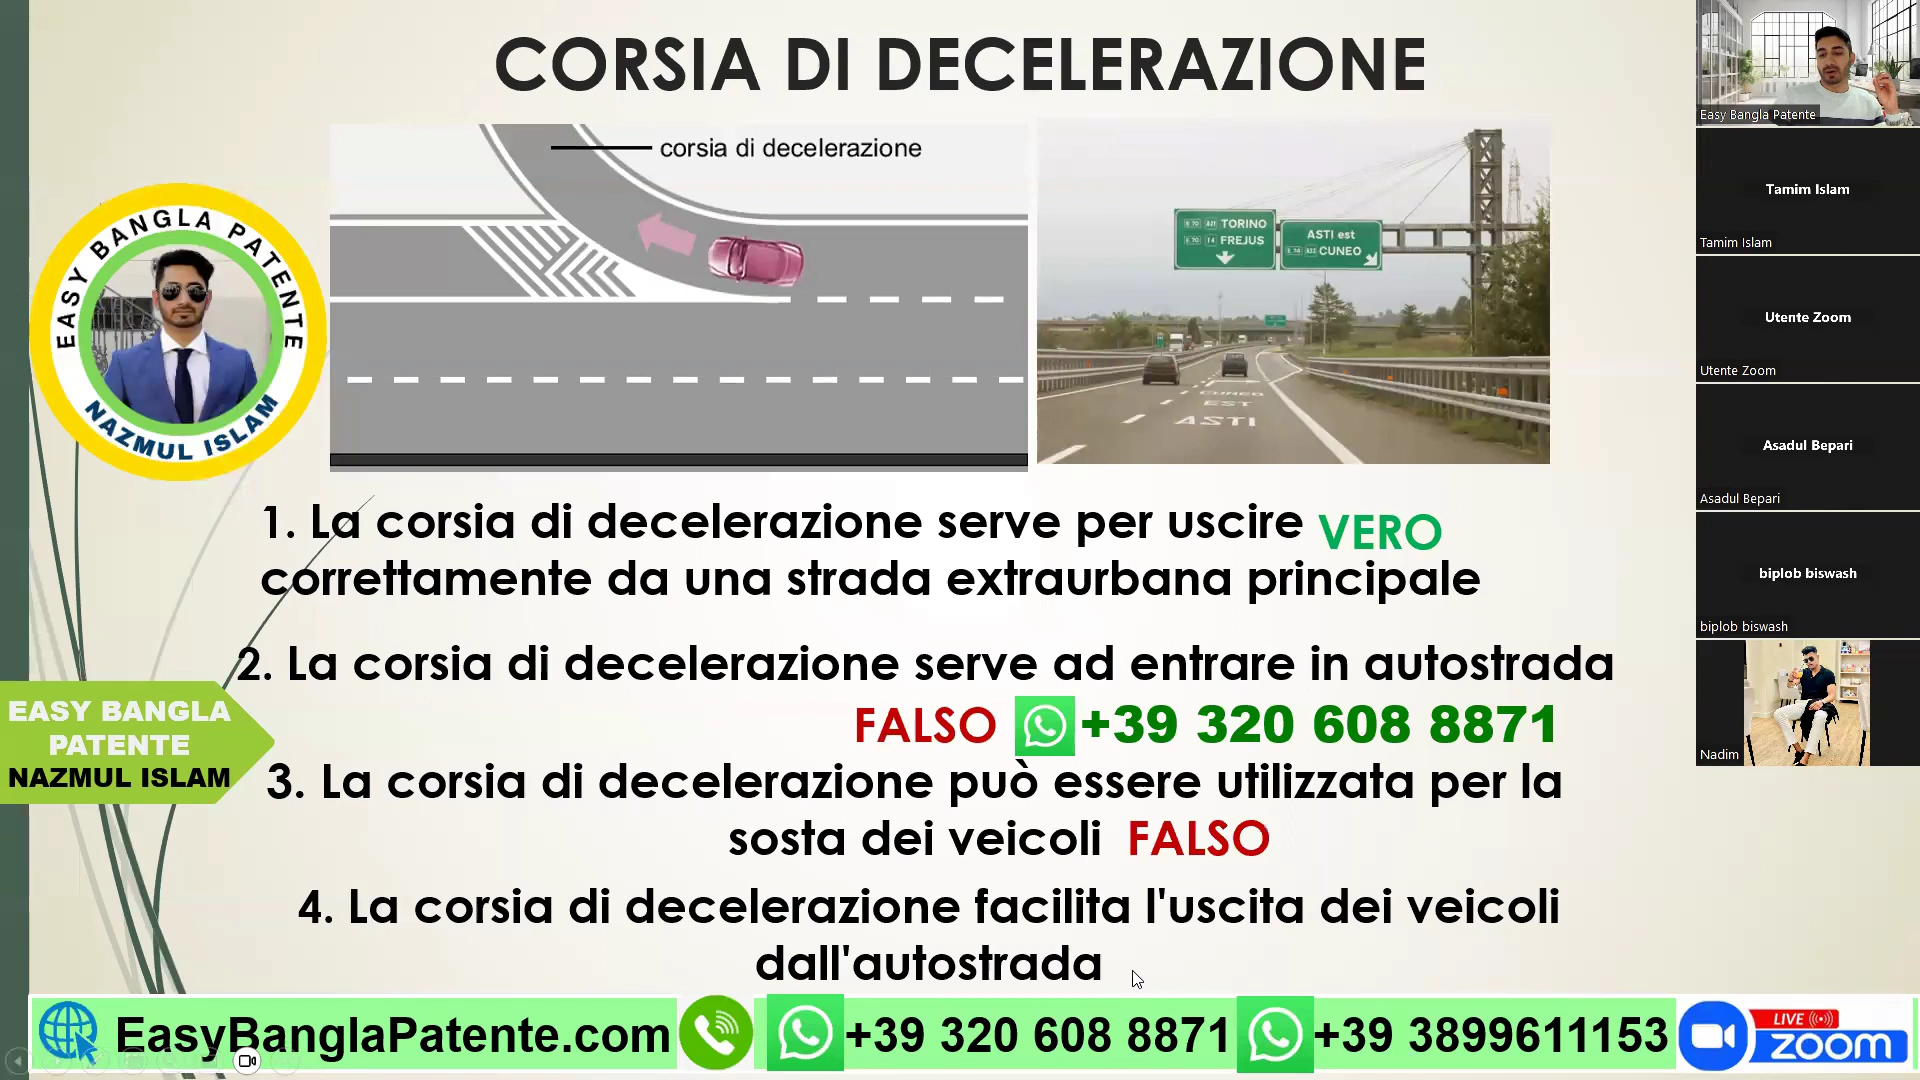 CORSIA DI DECELERAZIONE
corsia di decelerazione
TORINO
FREJUS
ASTI est
CUNEO
CUNEO
EST
ASTI
EASY BANGLA PATENTE
NAZMUL ISLAM
1. La corsia di decelerazione serve per uscire VERO
correttamente da una strada extraurbana principale
2. La corsia di decelerazione serve ad entrare in autostrada
FALSO +39 320 608 8871
EASY BANGLA
PATENTE
NAZMUL ISLAM
3. La corsia di decelerazione può essere utilizzata per la
sosta dei veicoli FALSO
4. La corsia di decelerazione facilita l'uscita dei veicoli
dall'autostrada
EasyBanglaPatente.com +39 320 608 8871 +39 3899611153
LIVE
zoom
Easy Bangla Patente
Tamim Islam
Tamim Islam
Utente Zoom
Utente Zoom
Asadul Bepari
Asadul Bepari
biplob biswash
biplob biswash
Nadim